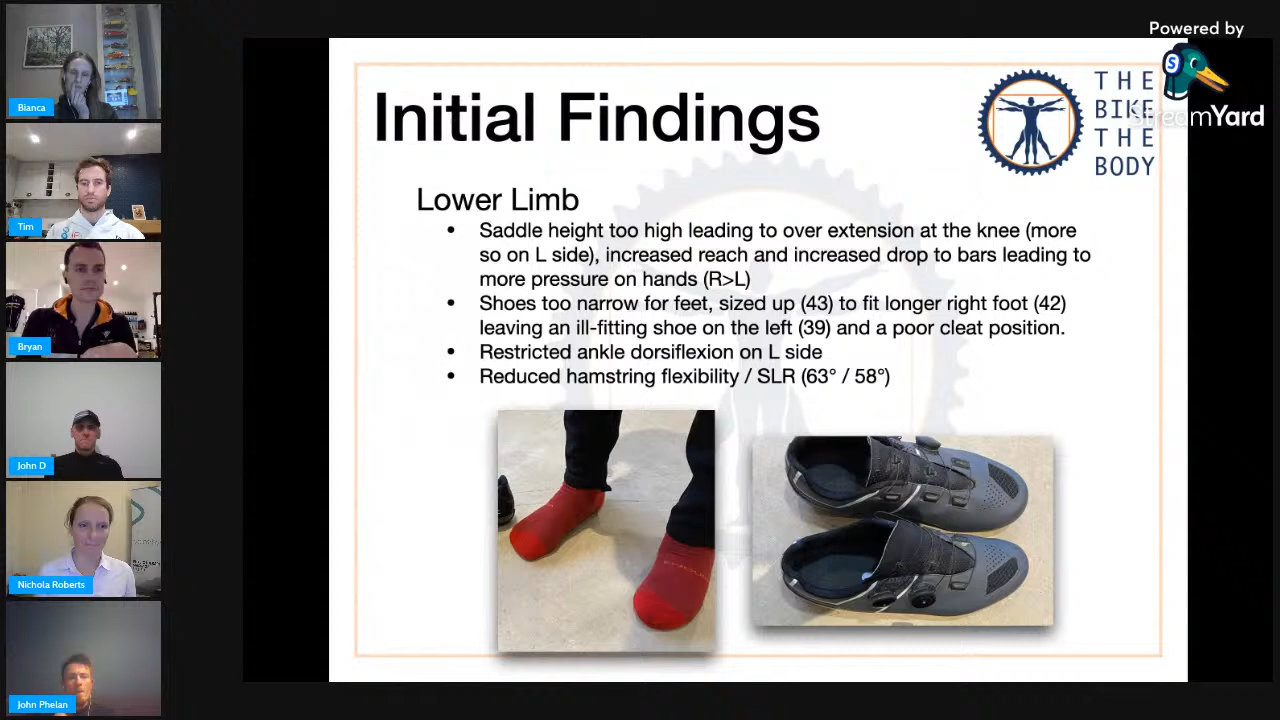 Powered by
StreamYard
Bianca
Tim
Bryan
John D
Nichola Roberts
John Phelan
Initial Findings
THE
BIKE
THE
BODY
Lower Limb
• Saddle height too high leading to over extension at the knee (more
so on L side), increased reach and increased drop to bars leading to
more pressure on hands (R>L)
• Shoes too narrow for feet, sized up (43) to fit longer right foot (42)
leaving an ill-fitting shoe on the left (39) and a poor cleat position.
• Restricted ankle dorsiflexion on L side
• Reduced hamstring flexibility / SLR (63° / 58°)